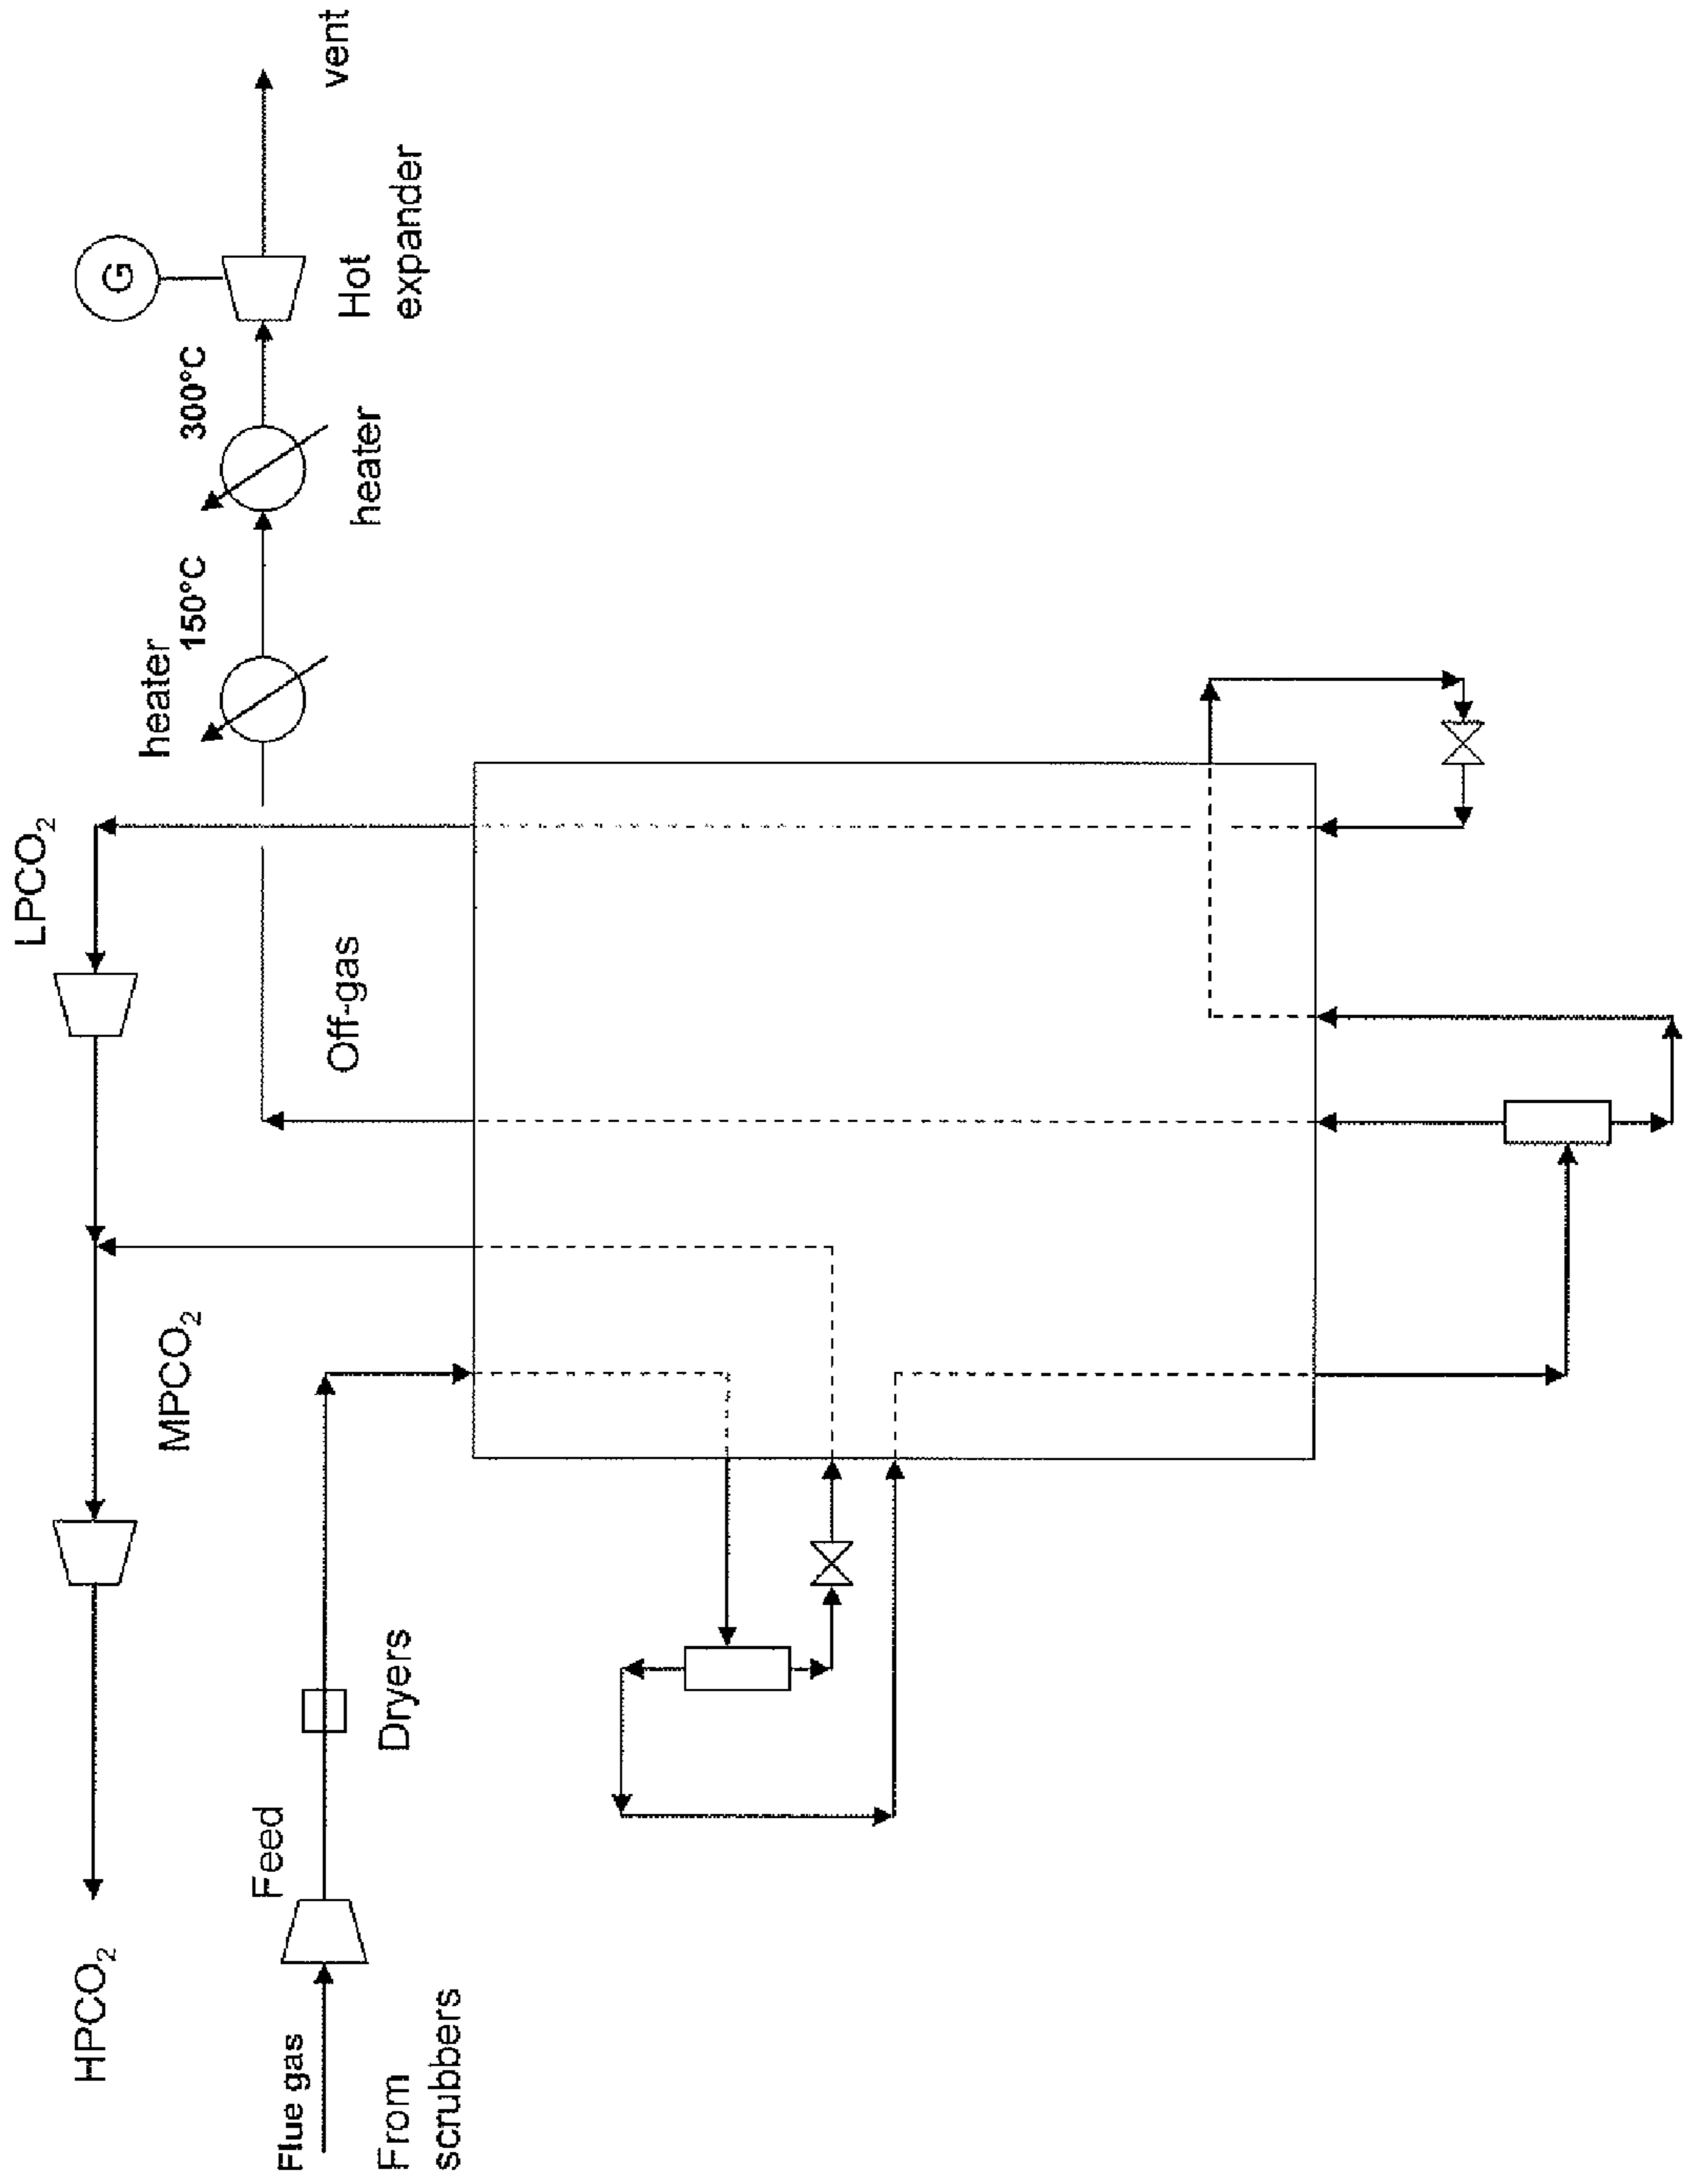 HPCO₂
MPCO₂
LPCO₂
Flue gas
From
scrubbers
Feed
Dryers
Off-gas
heater
150°C
heater
300°C
G
Hot
expander
vent